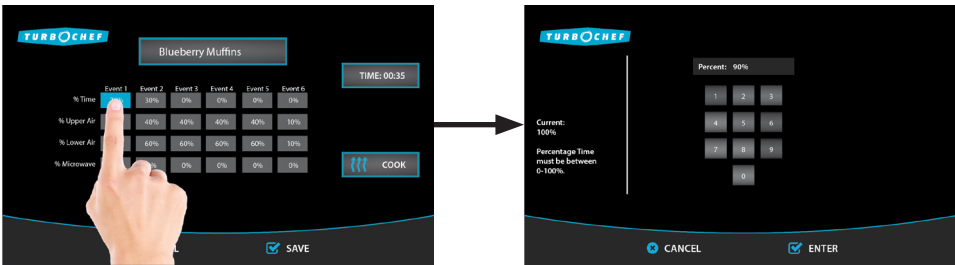 TURBOCHEF
Blueberry Muffins
TIME: 00:35
Event 1 Event 2 Event 3 Event 4 Event 5 Event 6
% Time 30% 0% 0% 0% 0%
% Upper Air 40% 40% 40% 40% 10%
% Lower Air 60% 60% 60% 60% 10%
% Microwave 0% 0% 0% 0%
COOK
SAVE
TURBOCHEF
Percent: 90%
1 2 3
Current:
100%
4 5 6
Percentage Time
must be between
0-100%.
7 8 9
0
CANCEL
ENTER